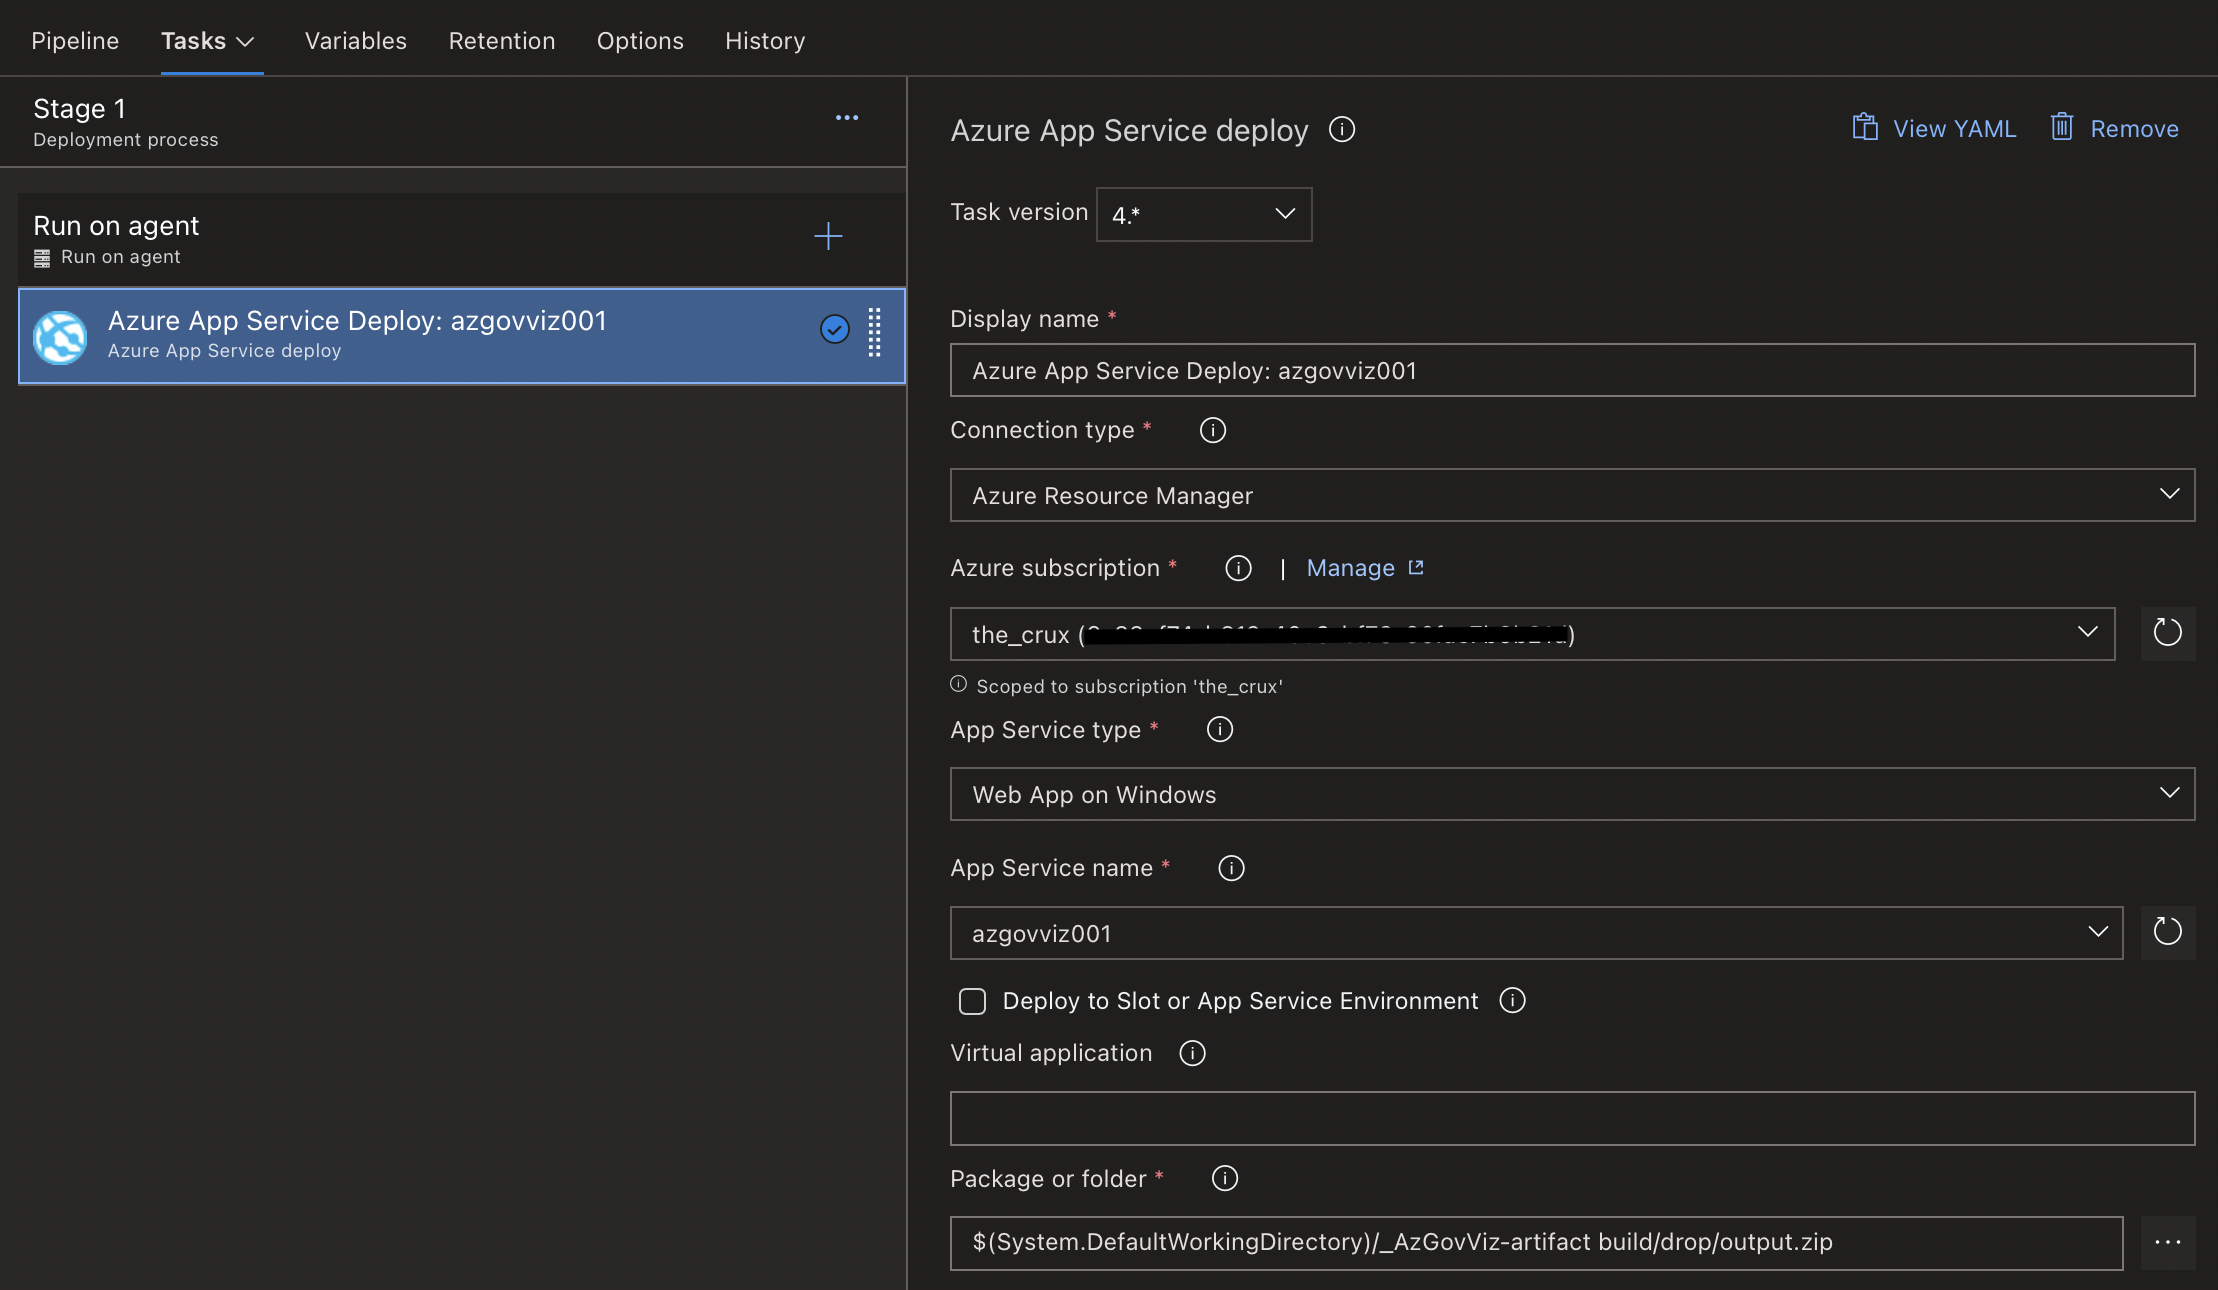 Pipeline Tasks Variables Retention Options History
Stage 1
Deployment process
Run on agent
Run on agent
Azure App Service Deploy: azgovviz001
Azure App Service deploy
Azure App Service deploy
View YAML Remove
Task version 4.*
Display name *
Azure App Service Deploy: azgovviz001
Connection type *
Azure Resource Manager
Azure subscription * | Manage
the_crux ( )
Scoped to subscription 'the_crux'
App Service type *
Web App on Windows
App Service name *
azgovviz001
Deploy to Slot or App Service Environment
Virtual application
Package or folder *
$(System.DefaultWorkingDirectory)/_AzGovViz-artifact build/drop/output.zip